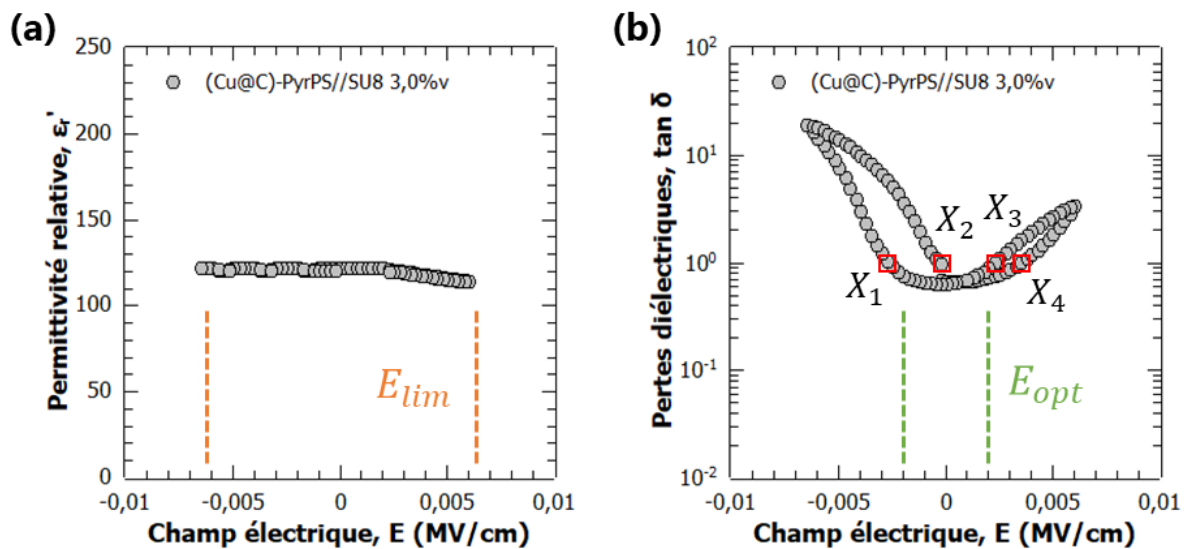 (a)
250
200
150
100
50
0
Permittivité relative, εr'
(Cu@C)-PyrPS//SU8 3,0%v
Elim
-0,01
-0,005
0
0,005
0,01
Champ électrique, E (MV/cm)
(b)
10²
10¹
10⁰
10⁻¹
10⁻²
Pertes diélectriques, tan δ
(Cu@C)-PyrPS//SU8 3,0%v
X₂
X₃
X₁
X₄
Eopt
-0,01
-0,005
0
0,005
0,01
Champ électrique, E (MV/cm)